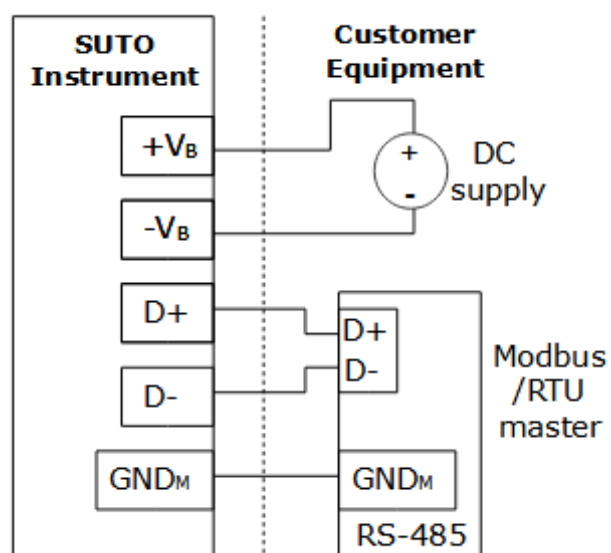 SUTO
Instrument
Customer
Equipment
+VB
+
-
DC
supply
-VB
D+
D-
GNDM
D+
D-
GNDM
RS-485
Modbus
/RTU
master